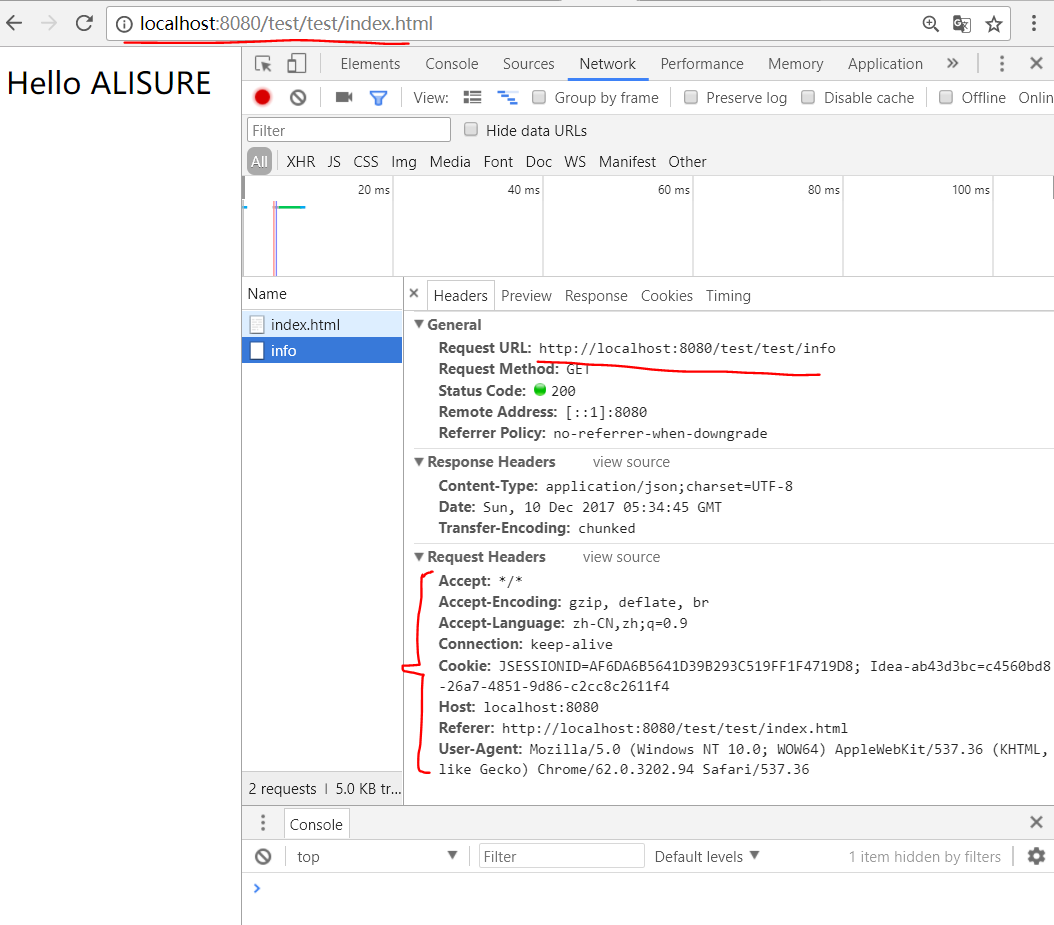 localhost:8080/test/test/index.html
Hello ALISURE
Elements Console Sources Network Performance Memory Application »
View: Group by frame Preserve log Disable cache Offline Onlin
Filter Hide data URLs
All XHR JS CSS Img Media Font Doc WS Manifest Other
20 ms 40 ms 60 ms 80 ms 100 ms
Name
index.html
info
2 requests | 5.0 KB tr...
× Headers Preview Response Cookies Timing
▼ General
Request URL: http://localhost:8080/test/test/info
Request Method: GET
Status Code: 200
Remote Address: [::1]:8080
Referrer Policy: no-referrer-when-downgrade
▼ Response Headers view source
Content-Type: application/json;charset=UTF-8
Date: Sun, 10 Dec 2017 05:34:45 GMT
Transfer-Encoding: chunked
▼ Request Headers view source
Accept: */*
Accept-Encoding: gzip, deflate, br
Accept-Language: zh-CN,zh;q=0.9
Connection: keep-alive
Cookie: JSESSIONID=AF6DA6B5641D39B293C519FF1F4719D8; Idea-ab43d3bc=c4560bd8
-26a7-4851-9d86-c2cc8c2611f4
Host: localhost:8080
Referer: http://localhost:8080/test/test/index.html
User-Agent: Mozilla/5.0 (Windows NT 10.0; WOW64) AppleWebKit/537.36 (KHTML,
like Gecko) Chrome/62.0.3202.94 Safari/537.36
Console
top Filter Default levels 1 item hidden by filters